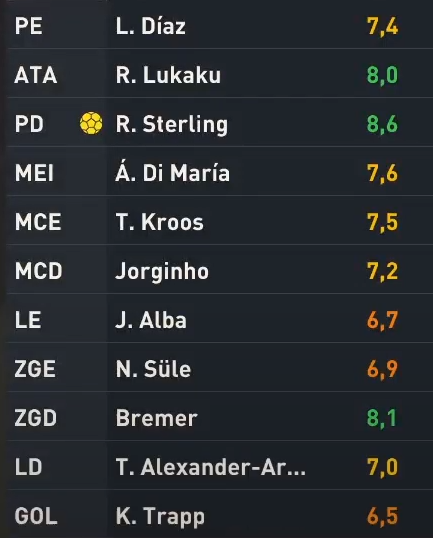 PE L. Díaz 7,4
ATA R. Lukaku 8,0
PD R. Sterling 8,6
MEI Á. Di María 7,6
MCE T. Kroos 7,5
MCD Jorginho 7,2
LE J. Alba 6,7
ZGE N. Süle 6,9
ZGD Bremer 8,1
LD T. Alexander-Ar... 7,0
GOL K. Trapp 6,5